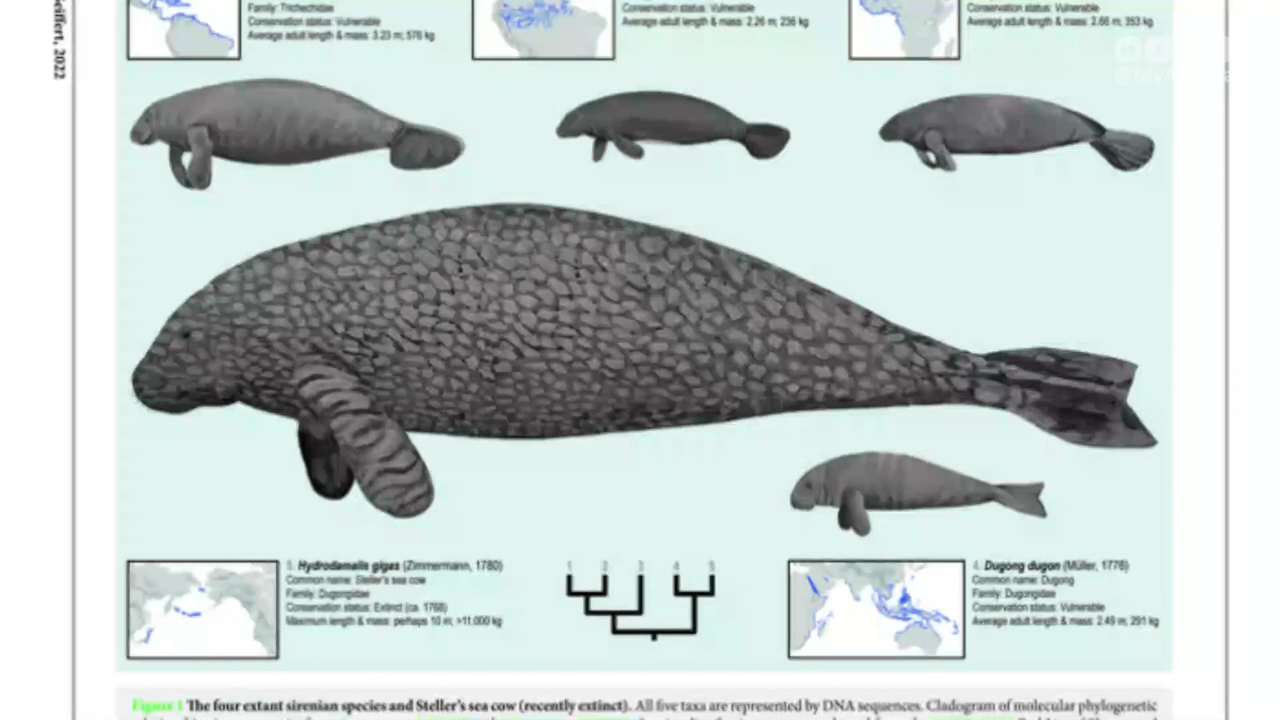 eiffert, 2022
Family: Trichechidae
Conservation status: Vulnerable
Average adult length & mass: 3.23 m; 576 kg
Conservation status: Vulnerable
Average adult length & mass: 2.26 m; 236 kg
Conservation status: Vulnerable
Average adult length & mass: 2.66 m; 353 kg
5. Hydrodamalis gigas (Zimmermann, 1780)
Common name: Steller's sea cow
Family: Dugongidae
Conservation status: Extinct (ca. 1768)
Maximum length & mass: perhaps 10 m; >11,000 kg
1 2 3 4 5
4. Dugong dugon (Müller, 1776)
Common name: Dugong
Family: Dugongidae
Conservation status: Vulnerable
Average adult length & mass: 2.49 m, 291 kg
Figure 1 The four extant sirenian species and Steller's sea cow (recently extinct). All five taxa are represented by DNA sequences. Cladogram of molecular phylogenetic